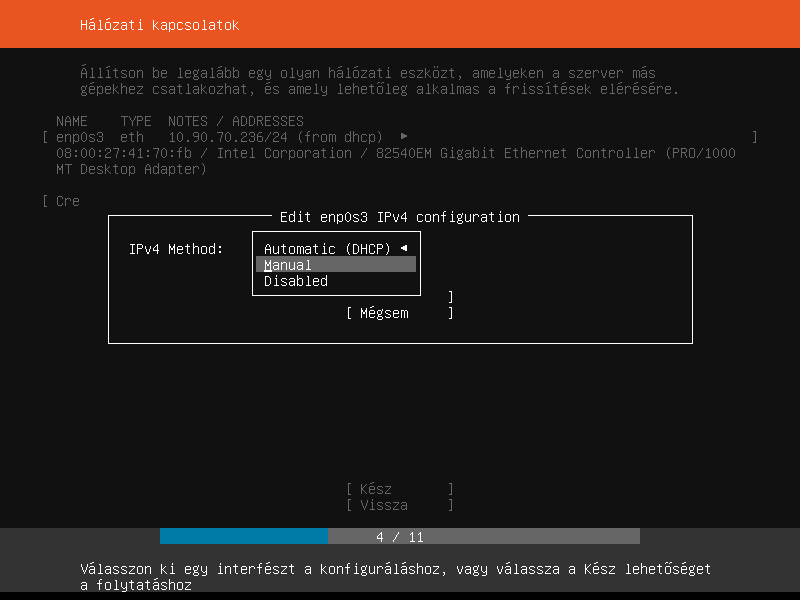 Hálózati kapcsolatok
Állítson be legalább egy olyan hálózati eszközt, amelyeken a szerver más
gépekhez csatlakozhat, és amely lehetőleg alkalmas a frissítések elérésére.
NAME TYPE NOTES / ADDRESSES
[ enp0s3 eth 10.90.70.236/24 (from dhcp) ▸ ]
08:00:27:41:70:fb / Intel Corporation / 82540EM Gigabit Ethernet Controller (PRO/1000
MT Desktop Adapter)
[ Cre
Edit enp0s3 IPv4 configuration
IPv4 Method: Automatic (DHCP) ◂
Manual
Disabled
]
[ Mégsem ]
[ Kész ]
[ Vissza ]
4 / 11
Válasszon ki egy interfészt a konfiguráláshoz, vagy válassza a Kész lehetőséget
a folytatáshoz